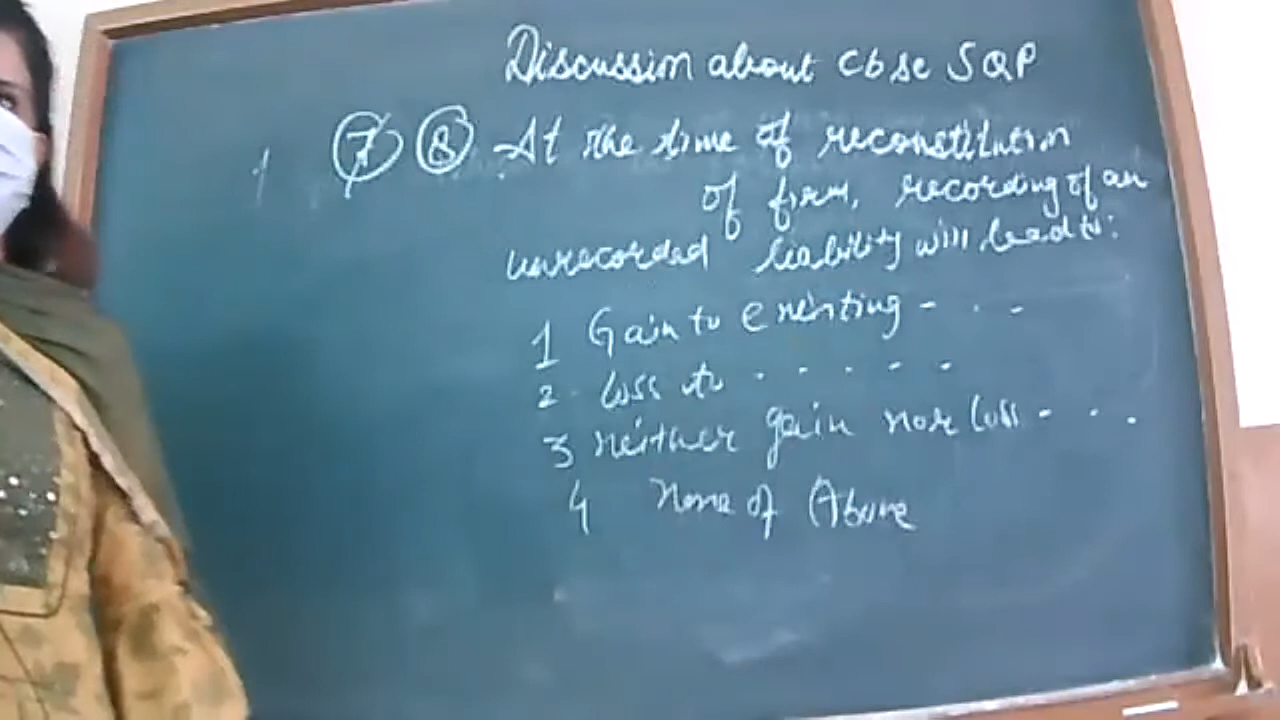 Discussion about Cbse SQP
7 8 At the time of reconstitution
of firm, recording of an
unrecorded liability will lead to:
1 Gain to existing - . -
2. loss to . . . . .
3 neither gain nor loss - . .
4 None of Above